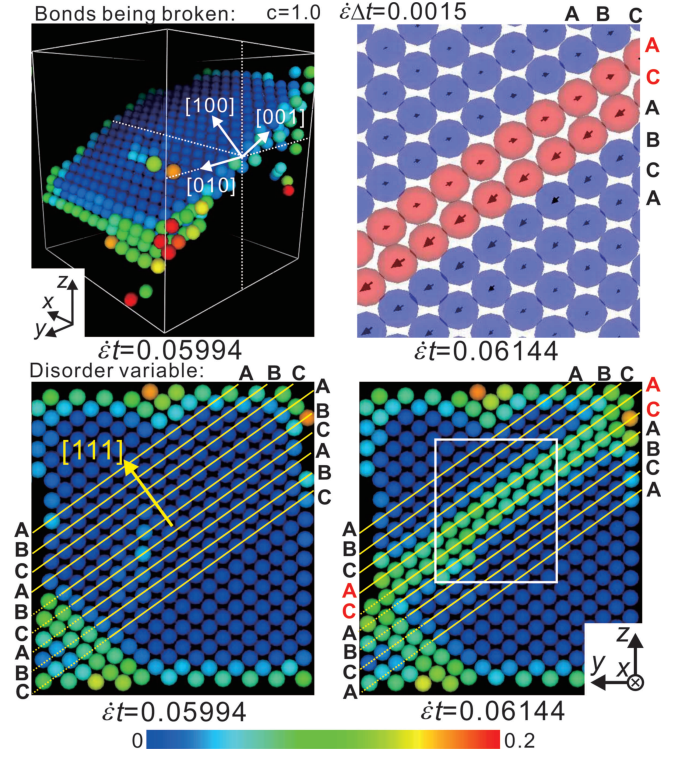 Bonds being broken: c=1.0
ε̇Δt=0.0015
A B C
A
C
A
B
C
A
[100]
[001]
[010]
z
x
y
ε̇t=0.05994
ε̇t=0.06144
Disorder variable:
A B C
A
B
C
A
B
C
[111]
A
B
C
A
B
C
A
B
C
A B C
A
C
A
B
C
A
A
B
C
A
C
A
B
C
A
z
y
x
ε̇t=0.05994
ε̇t=0.06144
0
0.2